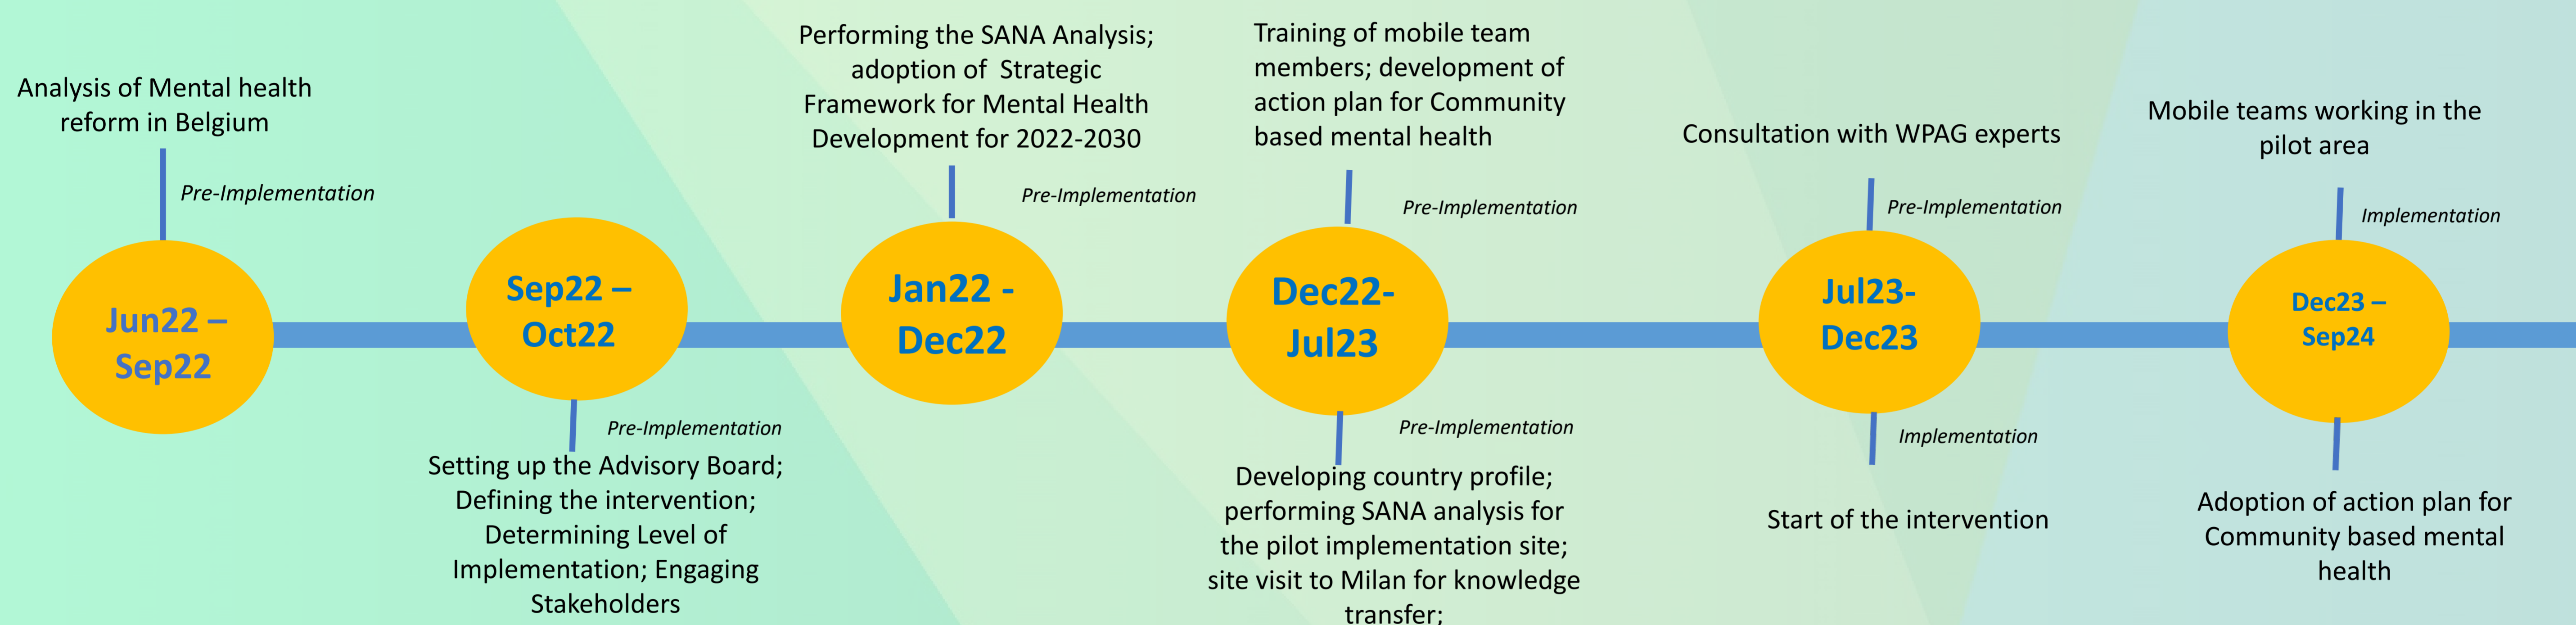 Analysis of Mental health
reform in Belgium
Pre-Implementation
Jun22 –
Sep22
Sep22 –
Oct22
Pre-Implementation
Setting up the Advisory Board;
Defining the intervention;
Determining Level of
Implementation; Engaging
Stakeholders
Performing the SANA Analysis;
adoption of Strategic
Framework for Mental Health
Development for 2022-2030
Pre-Implementation
Jan22 -
Dec22
Training of mobile team
members; development of
action plan for Community
based mental health
Pre-Implementation
Dec22-
Jul23
Pre-Implementation
Developing country profile;
performing SANA analysis for
the pilot implementation site;
site visit to Milan for knowledge
transfer;
Consultation with WPAG experts
Pre-Implementation
Jul23-
Dec23
Implementation
Start of the intervention
Mobile teams working in the
pilot area
Implementation
Dec23 –
Sep24
Adoption of action plan for
Community based mental
health